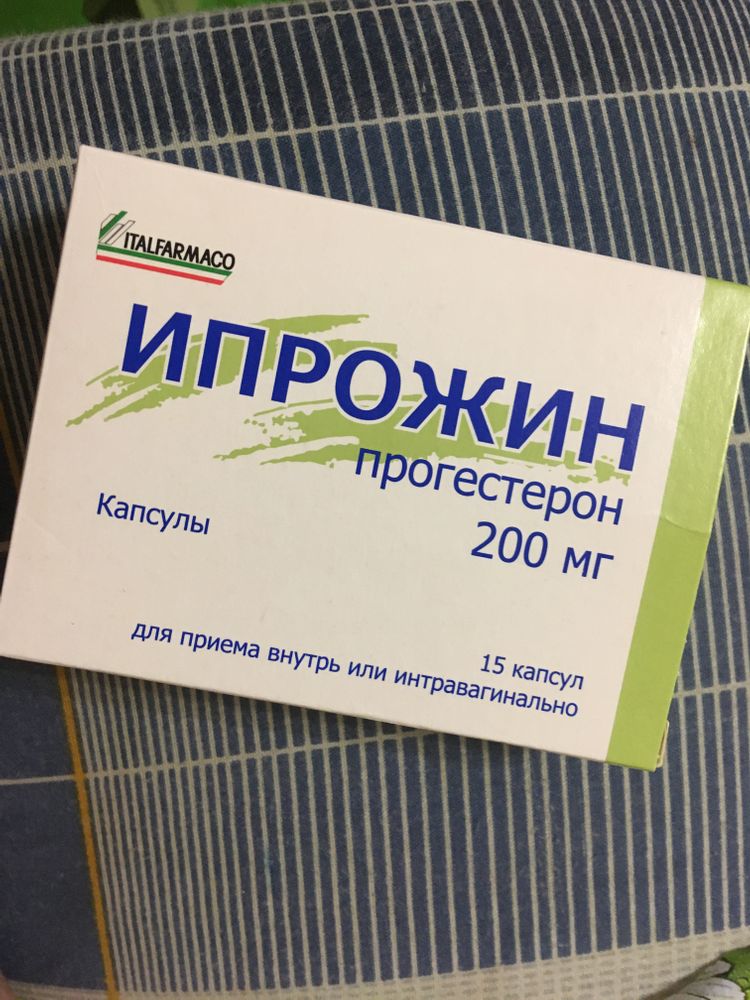 ITALFARMACO
ИПРОЖИН
прогестерон
200 мг
Капсулы
15 капсул
для приема внутрь или интравагинально